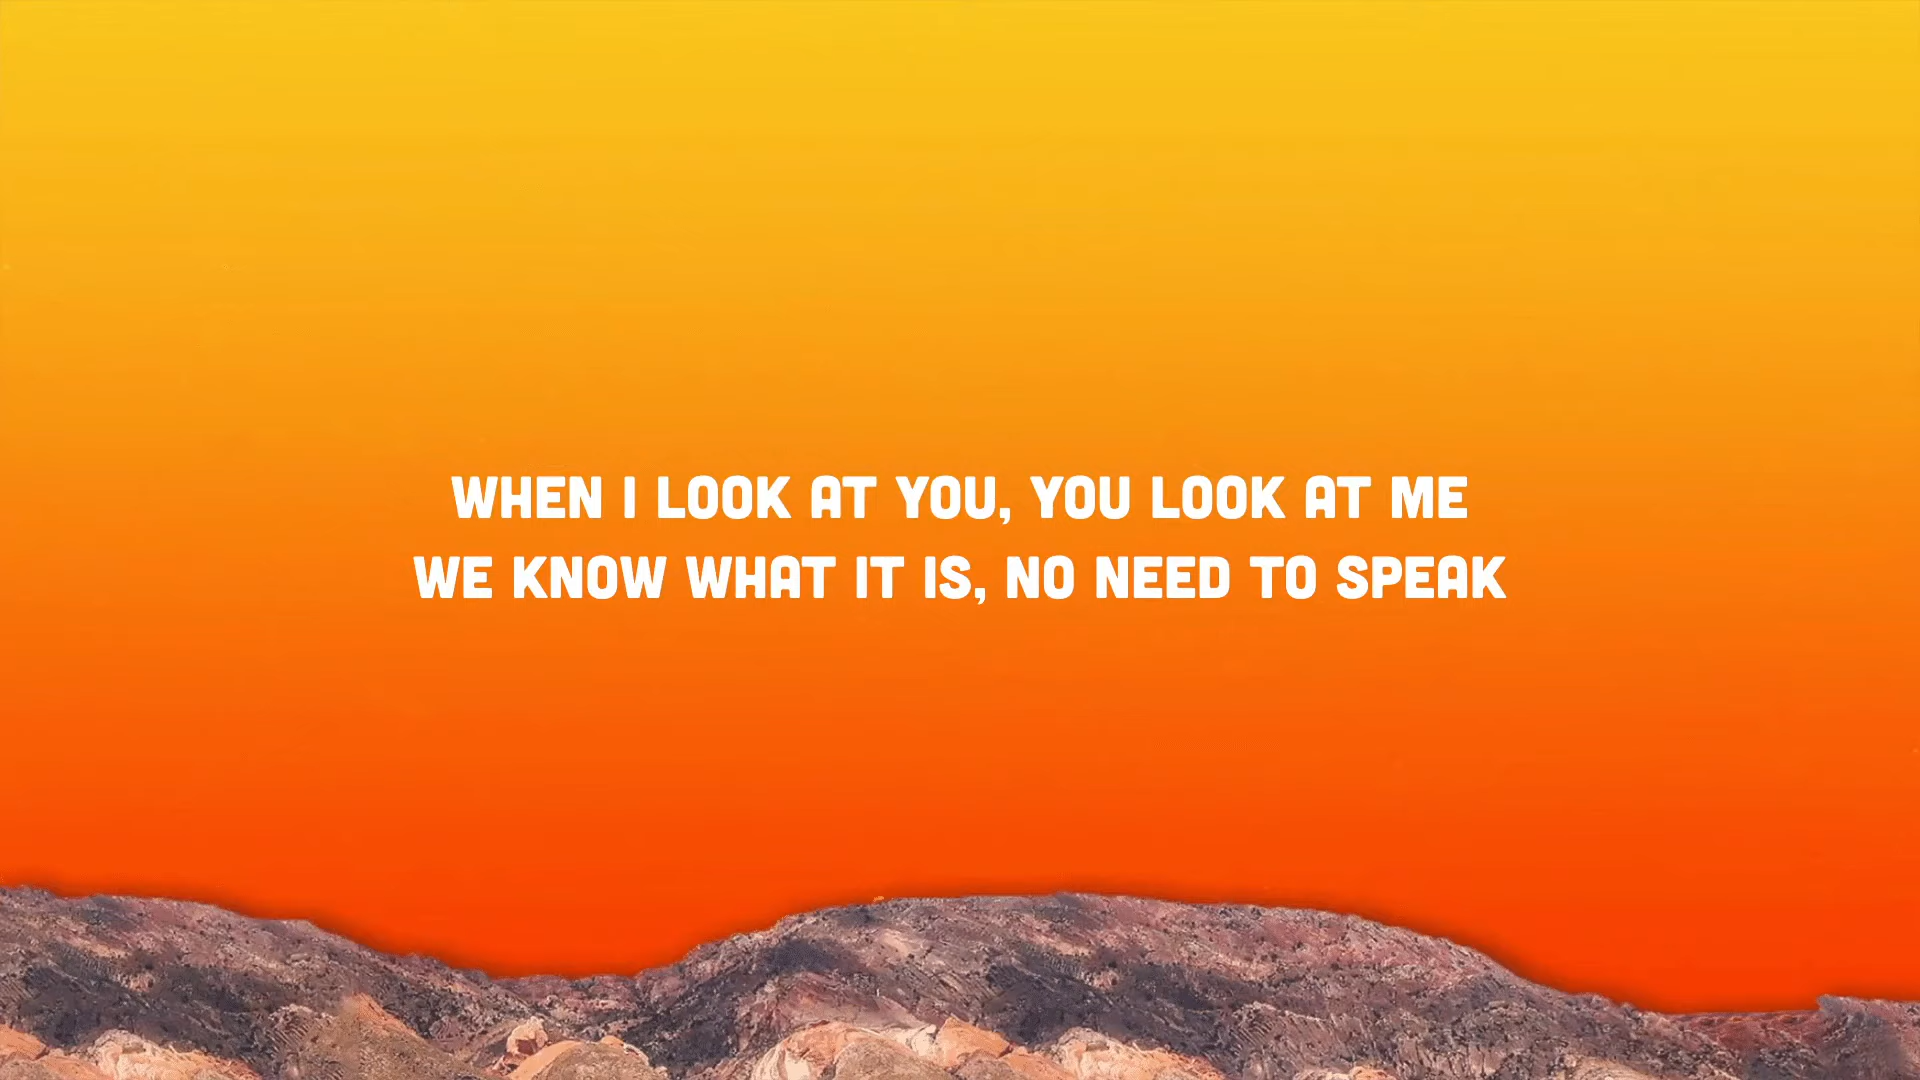 WHEN I LOOK AT YOU, YOU LOOK AT ME
WE KNOW WHAT IT IS, NO NEED TO SPEAK